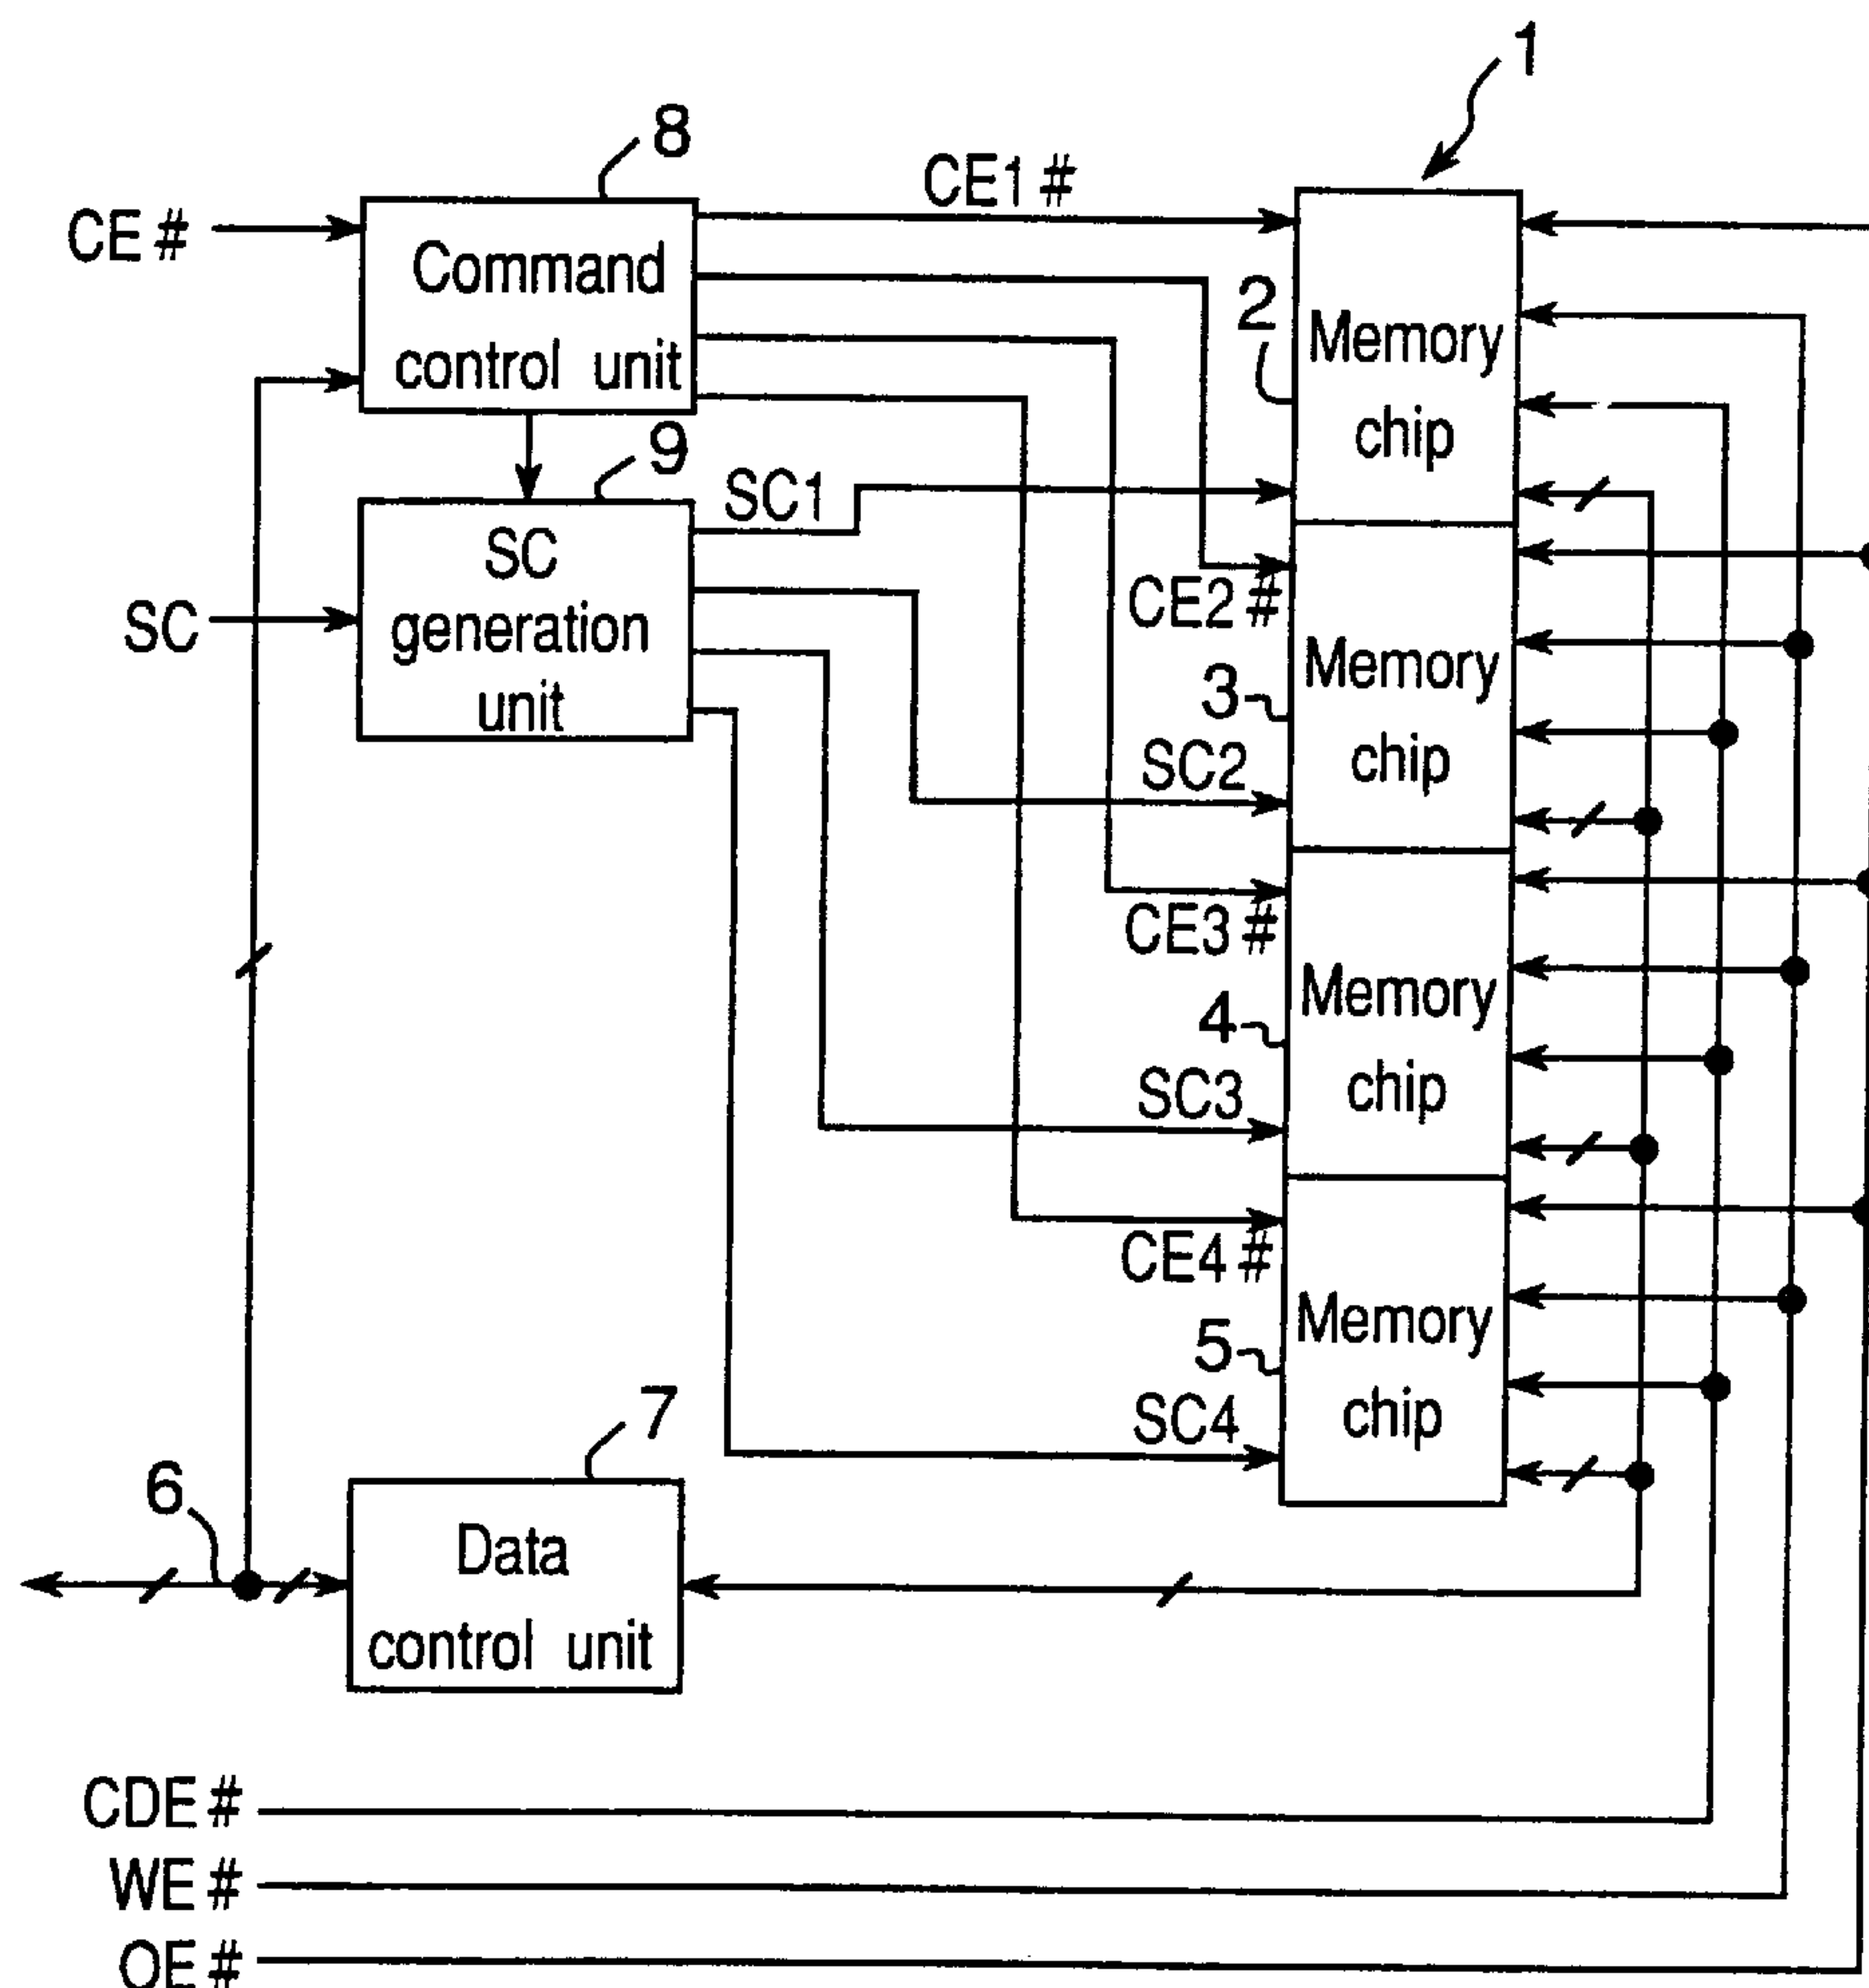 1
8
CE1 #
CE #
Command
control unit
2
Memory
chip
9
SC1
SC
generation
unit
SC
CE2 #
3
Memory
chip
SC2
CE3 #
4
Memory
chip
SC3
CE4 #
5
Memory
chip
SC4
7
6
Data
control unit
CDE #
WE #
OE #